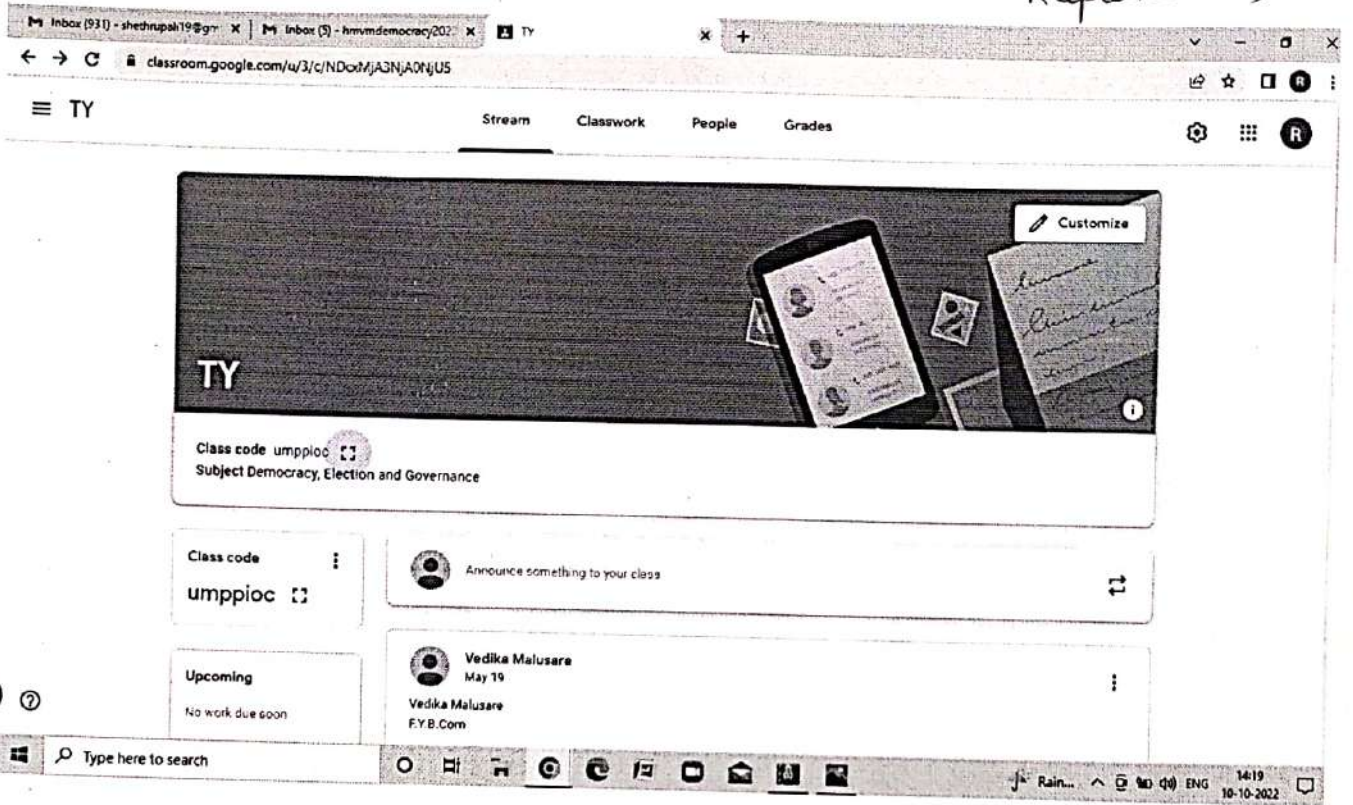 Inbox (931) - shethrupali19@gm
Inbox (5) - hmvmdemocracy202
TY
classroom.google.com/u/3/c/NDcxMjA3NjA0NjU5
R
TY
Stream Classwork People Grades
R
Customize
TY
Class code umppioc
Subject Democracy, Election and Governance
Class code
umppioc
Announce something to your class
Upcoming
No work due soon
Vedika Malusare
May 19
Vedika Malusare
F.Y.B.Com
Type here to search
Rain... ENG 14:19
10-10-2022